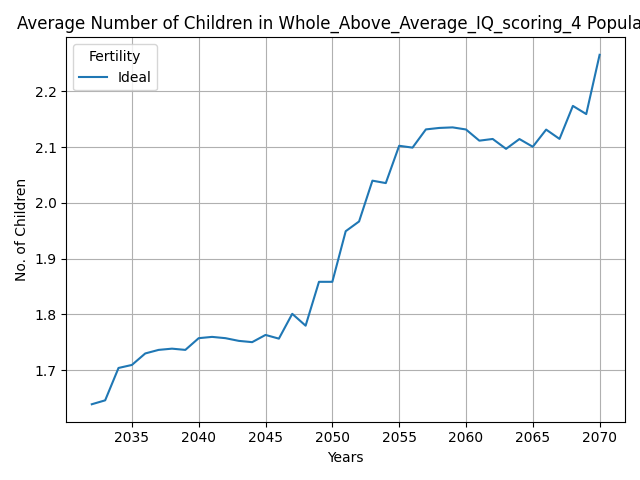 Average Number of Children in Whole_Above_Average_IQ_scoring_4 Popula
Fertility
Ideal
No. of Children
2.2
2.1
2.0
1.9
1.8
1.7
2035 2040 2045 2050 2055 2060 2065 2070
Years